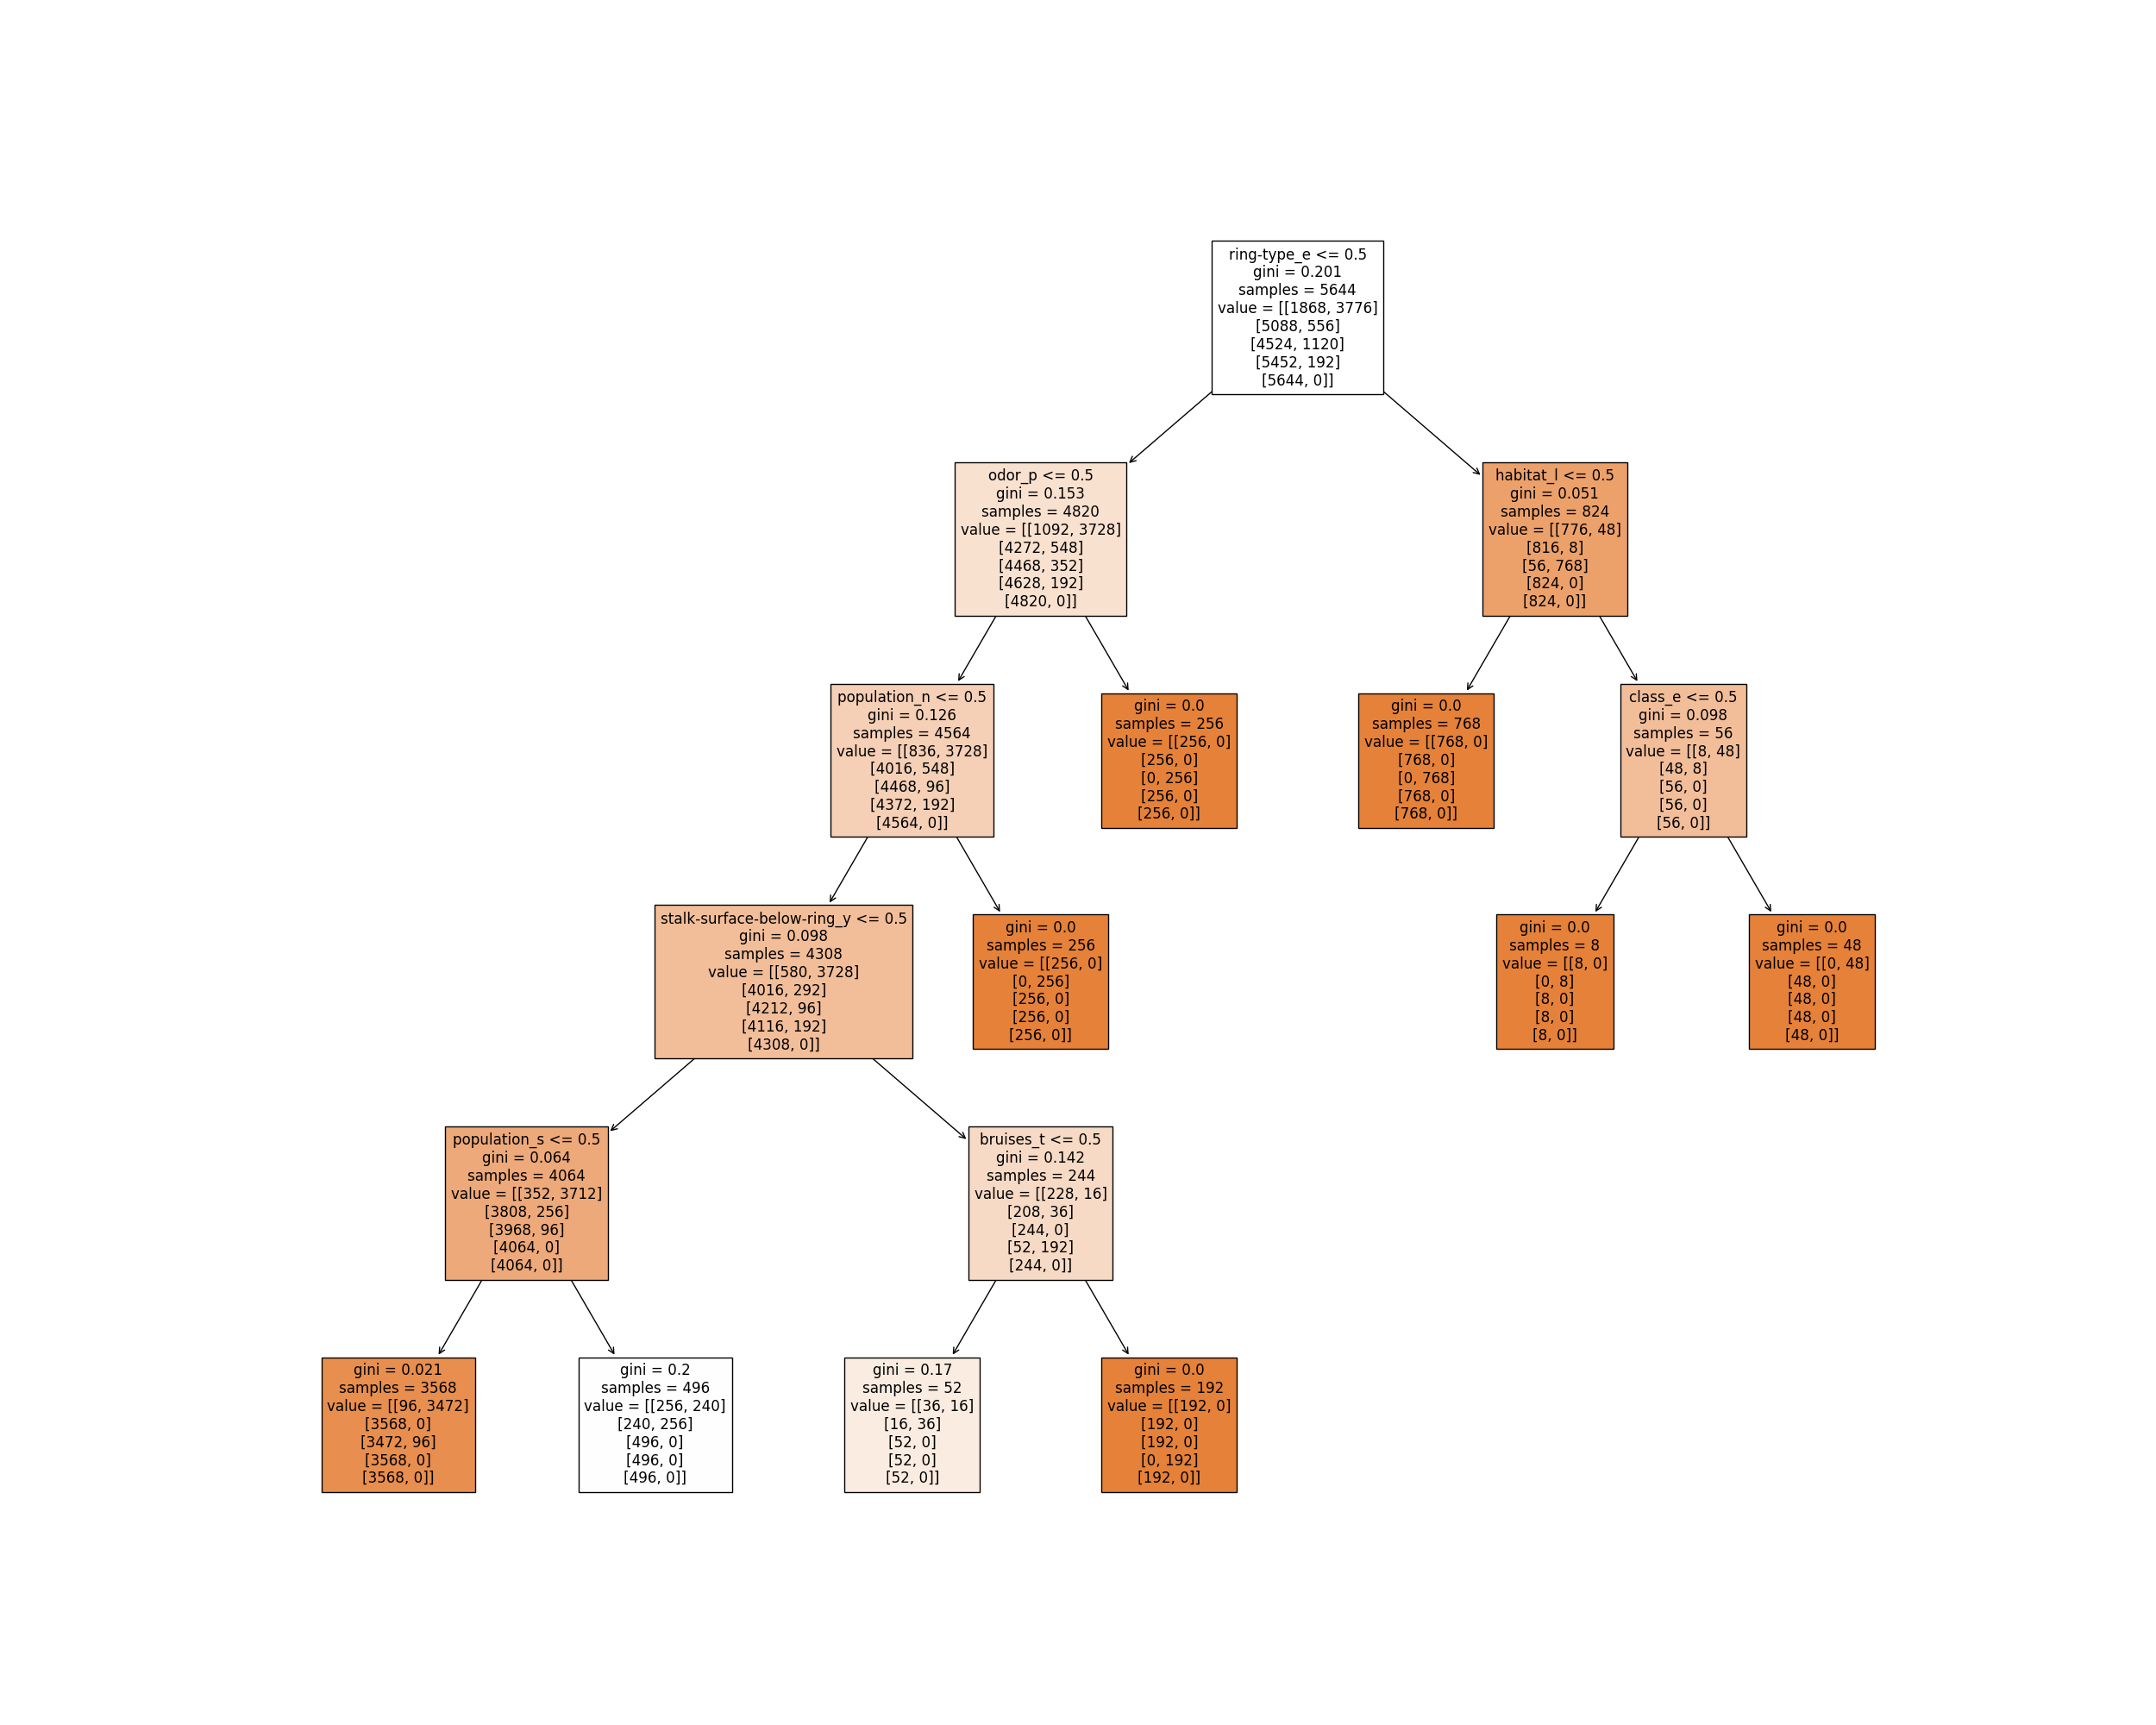 ring-type_e <= 0.5
gini = 0.201
samples = 5644
value = [[1868, 3776]
[5088, 556]
[4524, 1120]
[5452, 192]
[5644, 0]]
odor_p <= 0.5
gini = 0.153
samples = 4820
value = [[1092, 3728]
[4272, 548]
[4468, 352]
[4628, 192]
[4820, 0]]
habitat_l <= 0.5
gini = 0.051
samples = 824
value = [[776, 48]
[816, 8]
[56, 768]
[824, 0]
[824, 0]]
population_n <= 0.5
gini = 0.126
samples = 4564
value = [[836, 3728]
[4016, 548]
[4468, 96]
[4372, 192]
[4564, 0]]
gini = 0.0
samples = 256
value = [[256, 0]
[256, 0]
[0, 256]
[256, 0]
[256, 0]]
gini = 0.0
samples = 768
value = [[768, 0]
[768, 0]
[0, 768]
[768, 0]
[768, 0]]
class_e <= 0.5
gini = 0.098
samples = 56
value = [[8, 48]
[48, 8]
[56, 0]
[56, 0]
[56, 0]]
stalk-surface-below-ring_y <= 0.5
gini = 0.098
samples = 4308
value = [[580, 3728]
[4016, 292]
[4212, 96]
[4116, 192]
[4308, 0]]
gini = 0.0
samples = 256
value = [[256, 0]
[0, 256]
[256, 0]
[256, 0]
[256, 0]]
gini = 0.0
samples = 8
value = [[8, 0]
[0, 8]
[8, 0]
[8, 0]
[8, 0]]
gini = 0.0
samples = 48
value = [[0, 48]
[48, 0]
[48, 0]
[48, 0]
[48, 0]]
population_s <= 0.5
gini = 0.064
samples = 4064
value = [[352, 3712]
[3808, 256]
[3968, 96]
[4064, 0]
[4064, 0]]
bruises_t <= 0.5
gini = 0.142
samples = 244
value = [[228, 16]
[208, 36]
[244, 0]
[52, 192]
[244, 0]]
gini = 0.021
samples = 3568
value = [[96, 3472]
[3568, 0]
[3472, 96]
[3568, 0]
[3568, 0]]
gini = 0.2
samples = 496
value = [[256, 240]
[240, 256]
[496, 0]
[496, 0]
[496, 0]]
gini = 0.17
samples = 52
value = [[36, 16]
[16, 36]
[52, 0]
[52, 0]
[52, 0]]
gini = 0.0
samples = 192
value = [[192, 0]
[192, 0]
[192, 0]
[0, 192]
[192, 0]]